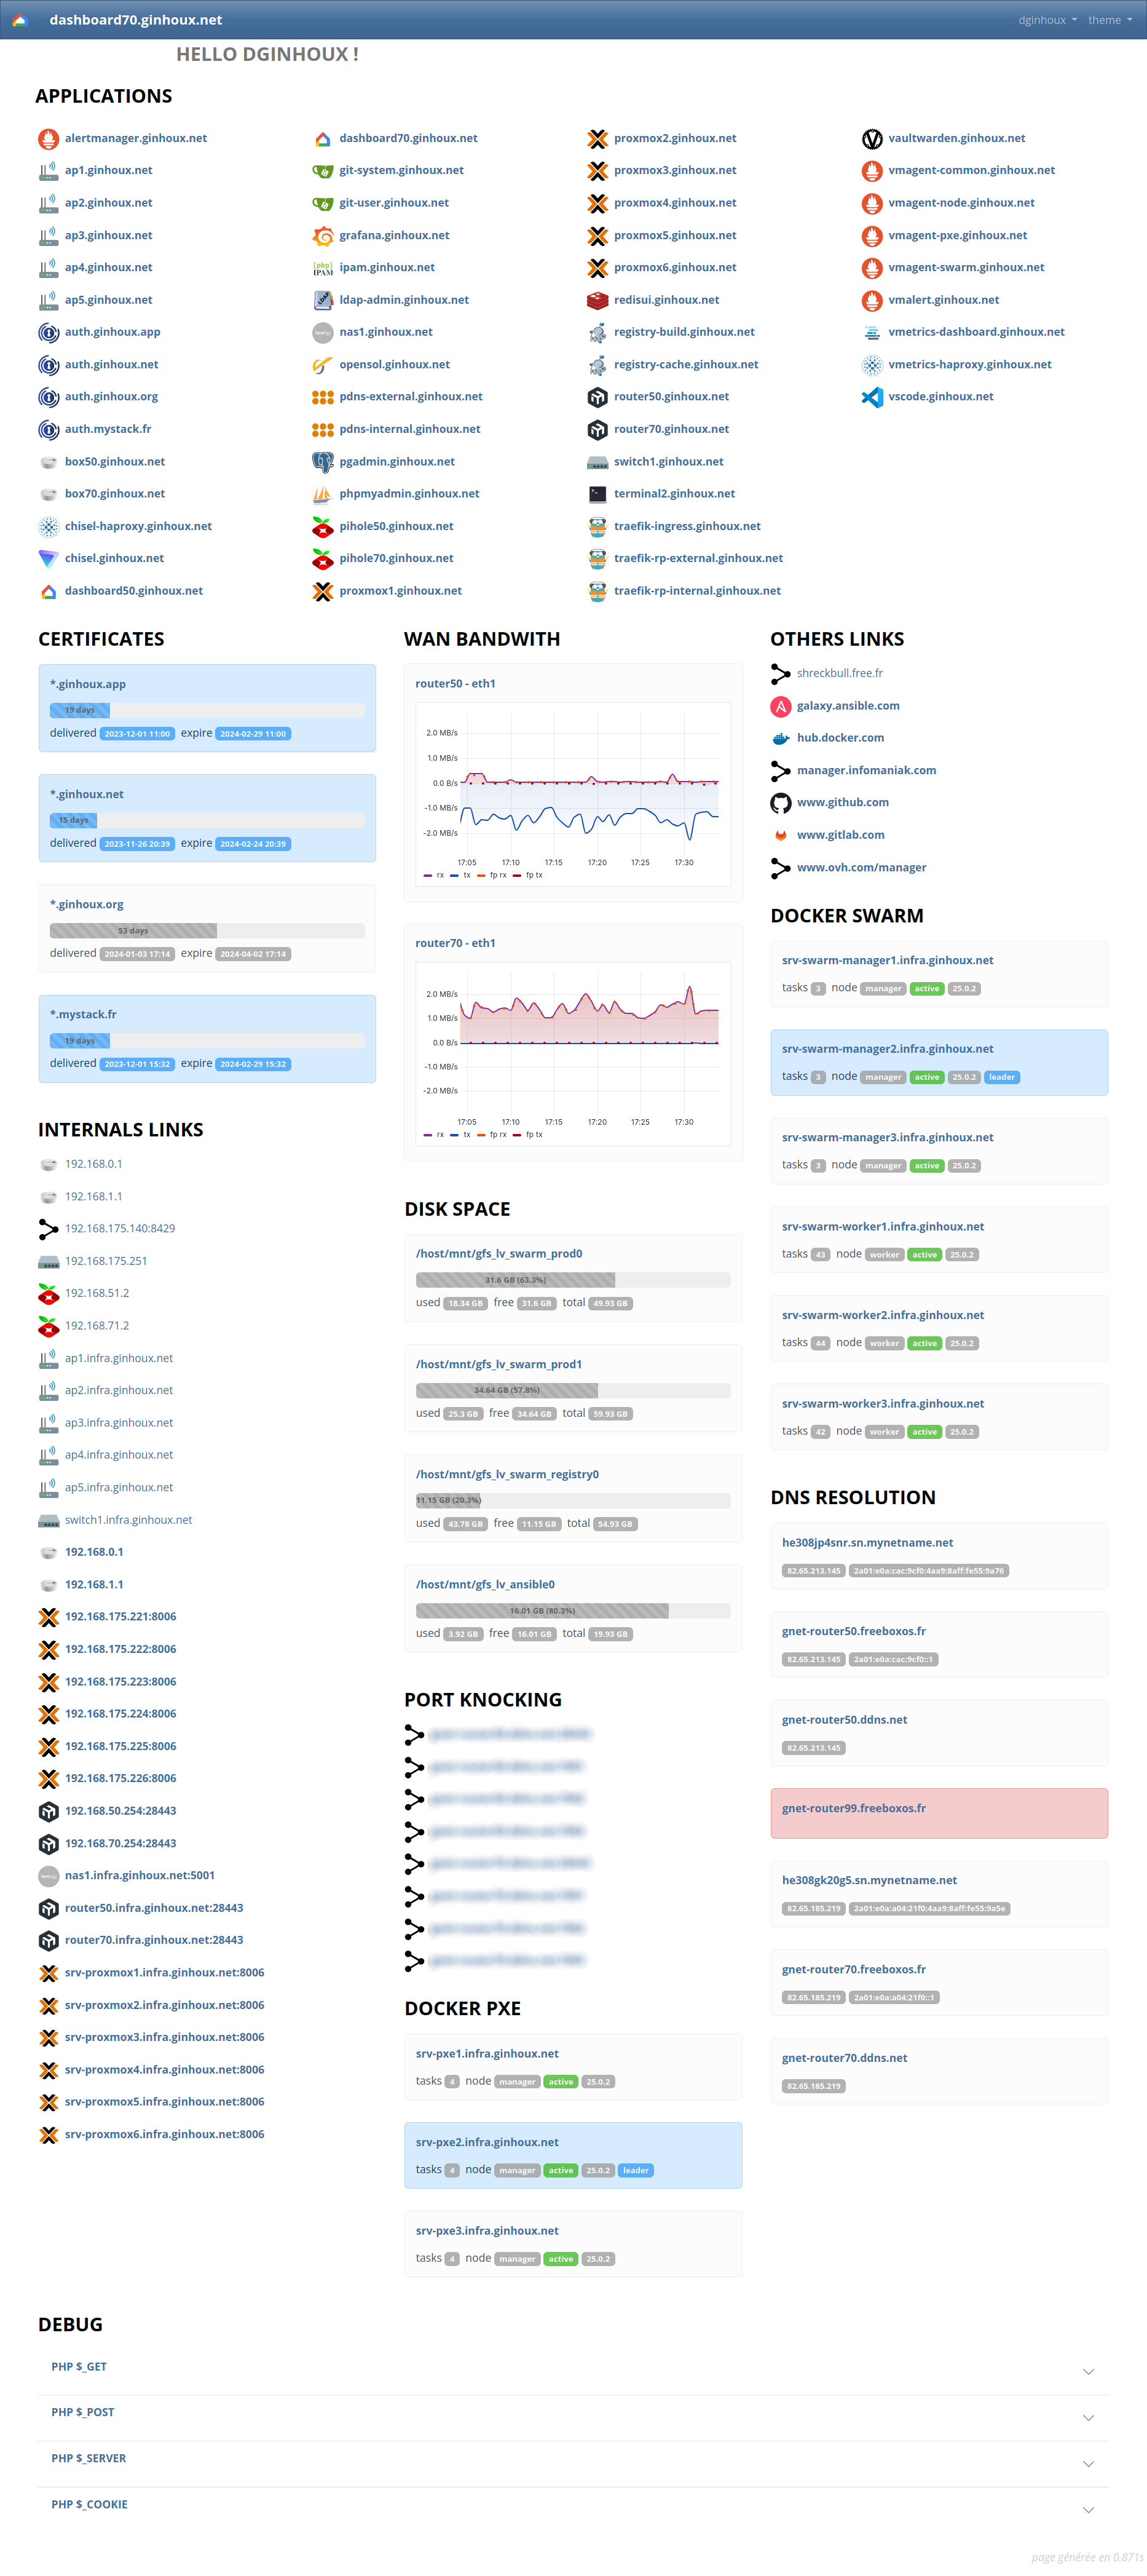 dashboard70.ginhoux.net
dginhoux
theme
HELLO DGINHOUX !
APPLICATIONS
alertmanager.ginhoux.net
ap1.ginhoux.net
ap2.ginhoux.net
ap3.ginhoux.net
ap4.ginhoux.net
ap5.ginhoux.net
auth.ginhoux.app
auth.ginhoux.net
auth.ginhoux.org
auth.mystack.fr
box50.ginhoux.net
box70.ginhoux.net
chisel-haproxy.ginhoux.net
chisel.ginhoux.net
dashboard50.ginhoux.net
dashboard70.ginhoux.net
git-system.ginhoux.net
git-user.ginhoux.net
grafana.ginhoux.net
{php}
IPAM
ipam.ginhoux.net
LDAP
ldap-admin.ginhoux.net
nas1.ginhoux.net
opensol.ginhoux.net
pdns-external.ginhoux.net
pdns-internal.ginhoux.net
pgadmin.ginhoux.net
phpmyadmin.ginhoux.net
pihole50.ginhoux.net
pihole70.ginhoux.net
proxmox1.ginhoux.net
proxmox2.ginhoux.net
proxmox3.ginhoux.net
proxmox4.ginhoux.net
proxmox5.ginhoux.net
proxmox6.ginhoux.net
redisui.ginhoux.net
registry-build.ginhoux.net
registry-cache.ginhoux.net
router50.ginhoux.net
router70.ginhoux.net
switch1.ginhoux.net
terminal2.ginhoux.net
traefik-ingress.ginhoux.net
traefik-rp-external.ginhoux.net
traefik-rp-internal.ginhoux.net
vaultwarden.ginhoux.net
vmagent-common.ginhoux.net
vmagent-node.ginhoux.net
vmagent-pxe.ginhoux.net
vmagent-swarm.ginhoux.net
vmalert.ginhoux.net
vmetrics-dashboard.ginhoux.net
vmetrics-haproxy.ginhoux.net
vscode.ginhoux.net
CERTIFICATES
*.ginhoux.app
19 days
delivered 2023-12-01 11:00 expire 2024-02-29 11:00
*.ginhoux.net
15 days
delivered 2023-11-26 20:39 expire 2024-02-24 20:39
*.ginhoux.org
53 days
delivered 2024-01-03 17:14 expire 2024-04-02 17:14
*.mystack.fr
19 days
delivered 2023-12-01 15:32 expire 2024-02-29 15:32
INTERNALS LINKS
192.168.0.1
192.168.1.1
192.168.175.140:8429
192.168.175.251
192.168.51.2
192.168.71.2
ap1.infra.ginhoux.net
ap2.infra.ginhoux.net
ap3.infra.ginhoux.net
ap4.infra.ginhoux.net
ap5.infra.ginhoux.net
switch1.infra.ginhoux.net
192.168.0.1
192.168.1.1
192.168.175.221:8006
192.168.175.222:8006
192.168.175.223:8006
192.168.175.224:8006
192.168.175.225:8006
192.168.175.226:8006
192.168.50.254:28443
192.168.70.254:28443
nas1.infra.ginhoux.net:5001
router50.infra.ginhoux.net:28443
router70.infra.ginhoux.net:28443
srv-proxmox1.infra.ginhoux.net:8006
srv-proxmox2.infra.ginhoux.net:8006
srv-proxmox3.infra.ginhoux.net:8006
srv-proxmox4.infra.ginhoux.net:8006
srv-proxmox5.infra.ginhoux.net:8006
srv-proxmox6.infra.ginhoux.net:8006
WAN BANDWITH
router50 - eth1
2.0 MB/s
1.0 MB/s
0.0 B/s
-1.0 MB/s
-2.0 MB/s
17:05 17:10 17:15 17:20 17:25 17:30
rx tx fp rx fp tx
router70 - eth1
2.0 MB/s
1.0 MB/s
0.0 B/s
-1.0 MB/s
-2.0 MB/s
17:05 17:10 17:15 17:20 17:25 17:30
rx tx fp rx fp tx
DISK SPACE
/host/mnt/gfs_lv_swarm_prod0
31.6 GB (63.3%)
used 18.34 GB free 31.6 GB total 49.93 GB
/host/mnt/gfs_lv_swarm_prod1
34.64 GB (57.8%)
used 25.3 GB free 34.64 GB total 59.93 GB
/host/mnt/gfs_lv_swarm_registry0
11.15 GB (20.3%)
used 43.78 GB free 11.15 GB total 54.93 GB
/host/mnt/gfs_lv_ansible0
16.01 GB (80.3%)
used 3.92 GB free 16.01 GB total 19.93 GB
PORT KNOCKING
DOCKER PXE
srv-pxe1.infra.ginhoux.net
tasks 4 node manager active 25.0.2
srv-pxe2.infra.ginhoux.net
tasks 4 node manager active 25.0.2 leader
srv-pxe3.infra.ginhoux.net
tasks 4 node manager active 25.0.2
OTHERS LINKS
shreckbull.free.fr
galaxy.ansible.com
hub.docker.com
manager.infomaniak.com
www.github.com
www.gitlab.com
www.ovh.com/manager
DOCKER SWARM
srv-swarm-manager1.infra.ginhoux.net
tasks 3 node manager active 25.0.2
srv-swarm-manager2.infra.ginhoux.net
tasks 3 node manager active 25.0.2 leader
srv-swarm-manager3.infra.ginhoux.net
tasks 3 node manager active 25.0.2
srv-swarm-worker1.infra.ginhoux.net
tasks 43 node worker active 25.0.2
srv-swarm-worker2.infra.ginhoux.net
tasks 44 node worker active 25.0.2
srv-swarm-worker3.infra.ginhoux.net
tasks 42 node worker active 25.0.2
DNS RESOLUTION
he308jp4snr.sn.mynetname.net
82.65.213.145 2a01:e0a:cac:9cf0:4aa9:8aff:fe55:9a76
gnet-router50.freeboxos.fr
82.65.213.145 2a01:e0a:cac:9cf0::1
gnet-router50.ddns.net
82.65.213.145
gnet-router99.freeboxos.fr
he308gk20g5.sn.mynetname.net
82.65.185.219 2a01:e0a:a04:21f0:4aa9:8aff:fe55:9a5e
gnet-router70.freeboxos.fr
82.65.185.219 2a01:e0a:a04:21f0::1
gnet-router70.ddns.net
82.65.185.219
DEBUG
PHP $_GET
PHP $_POST
PHP $_SERVER
PHP $_COOKIE
page générée en 0.871s